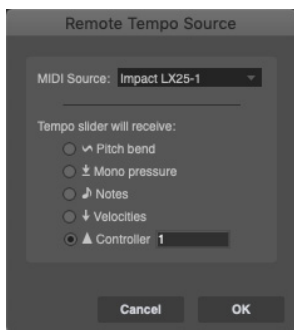 Remote Tempo Source
MIDI Source: Impact LX25-1
Tempo slider will receive:
Pitch bend
Mono pressure
Notes
Velocities
Controller 1
Cancel OK